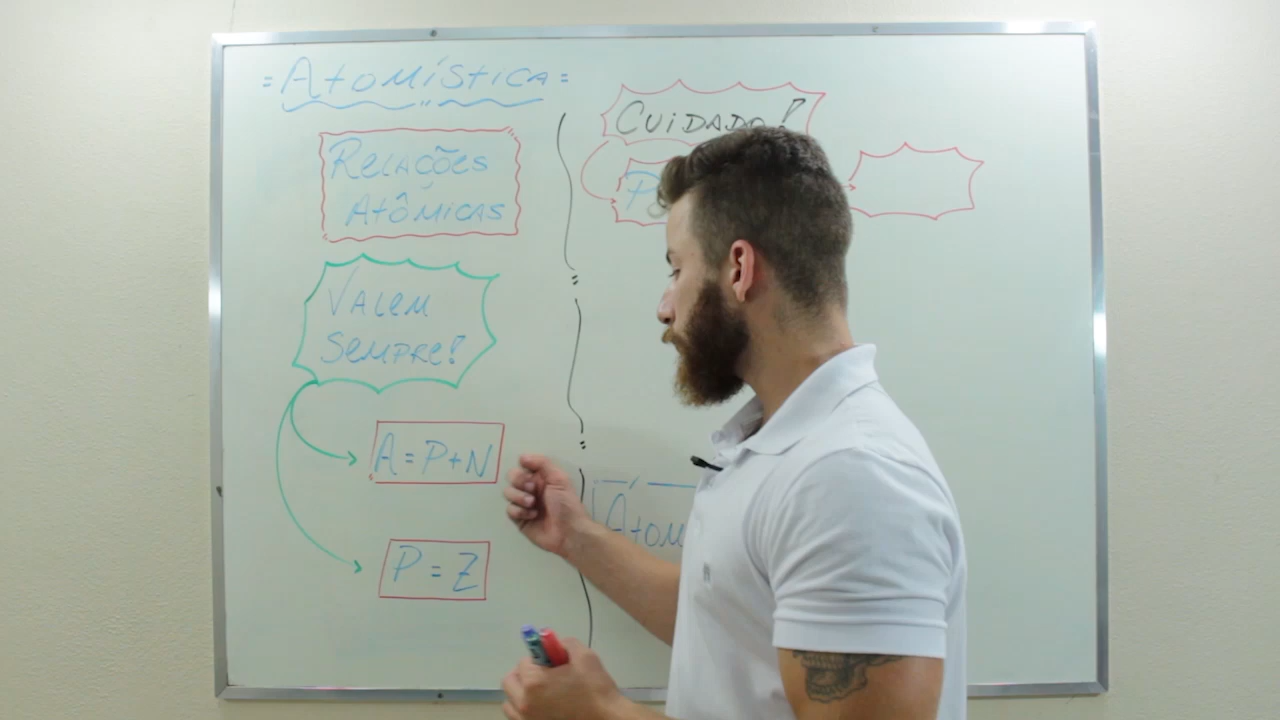 = Atomística =
Relações
Atômicas
Valem
Sempre!
A = P + N
P = Z
Cuidado!
P